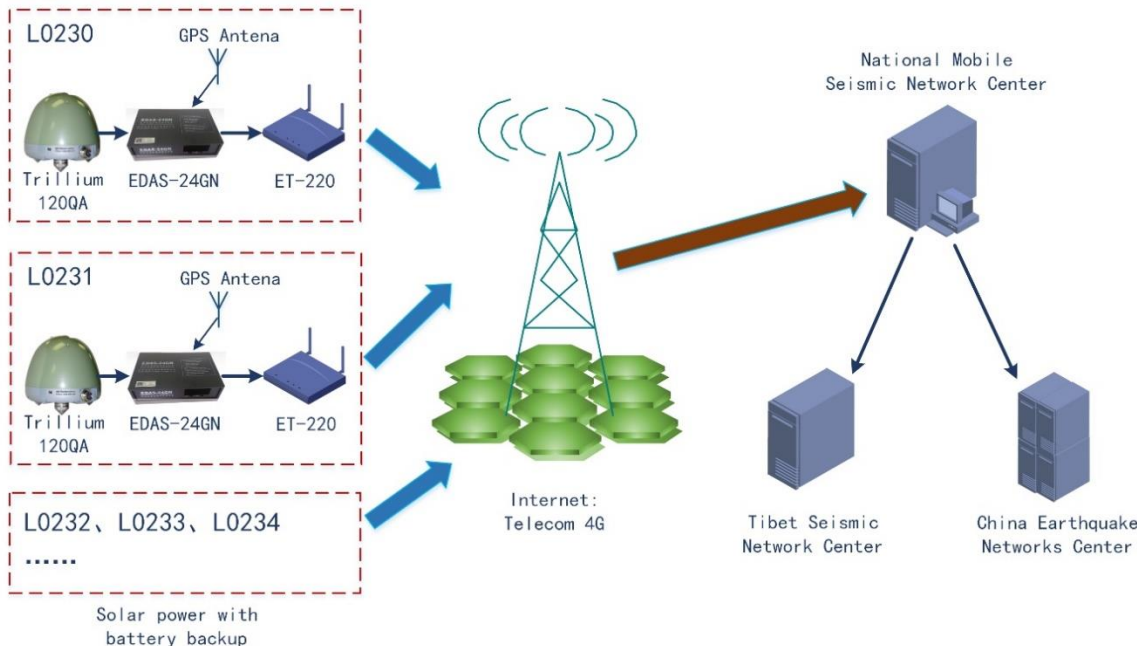 L0230
GPS Antena
Trillium
120QA
EDAS-24GN
ET-220
L0231
GPS Antena
Trillium
120QA
EDAS-24GN
ET-220
L0232、L0233、L0234
......
Solar power with
battery backup
Internet:
Telecom 4G
National Mobile
Seismic Network Center
Tibet Seismic
Network Center
China Earthquake
Networks Center